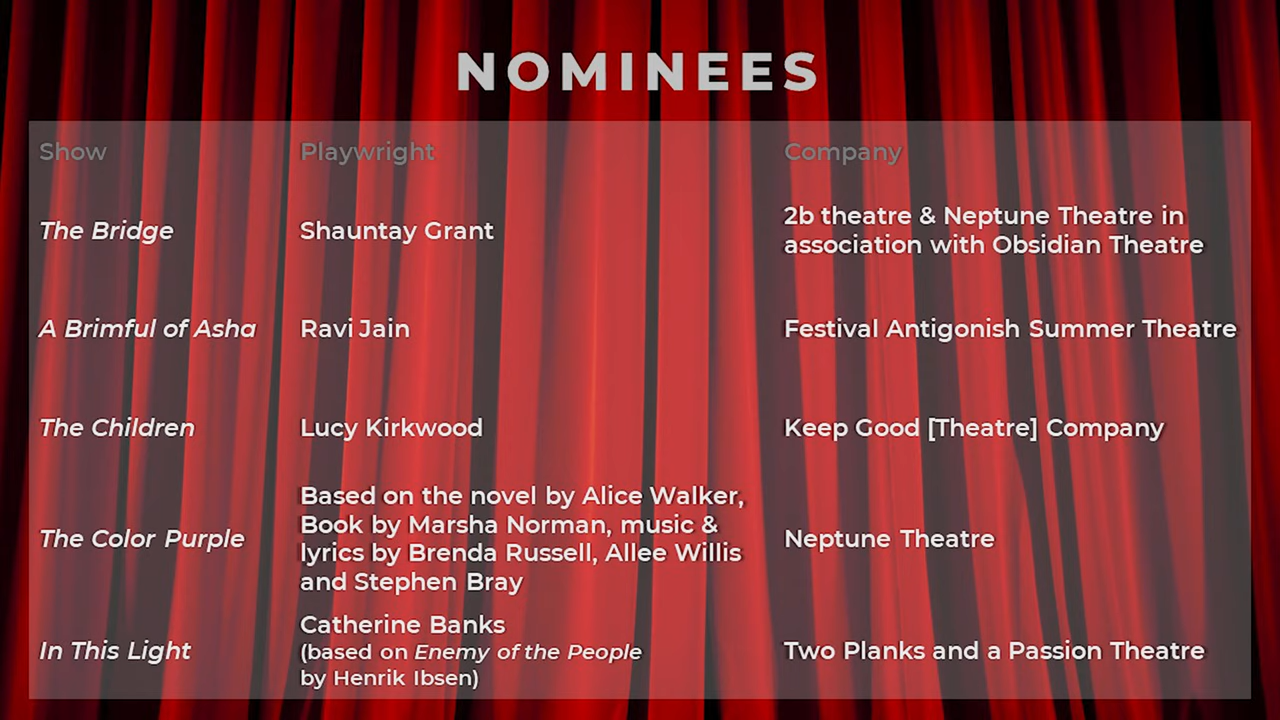 NOMINEES
Show Playwright Company
The Bridge Shauntay Grant 2b theatre & Neptune Theatre in
association with Obsidian Theatre
A Brimful of Asha Ravi Jain Festival Antigonish Summer Theatre
The Children Lucy Kirkwood Keep Good [Theatre] Company
The Color Purple Based on the novel by Alice Walker,
Book by Marsha Norman, music &
lyrics by Brenda Russell, Allee Willis
and Stephen Bray
Neptune Theatre
In This Light Catherine Banks
(based on Enemy of the People
by Henrik Ibsen)
Two Planks and a Passion Theatre